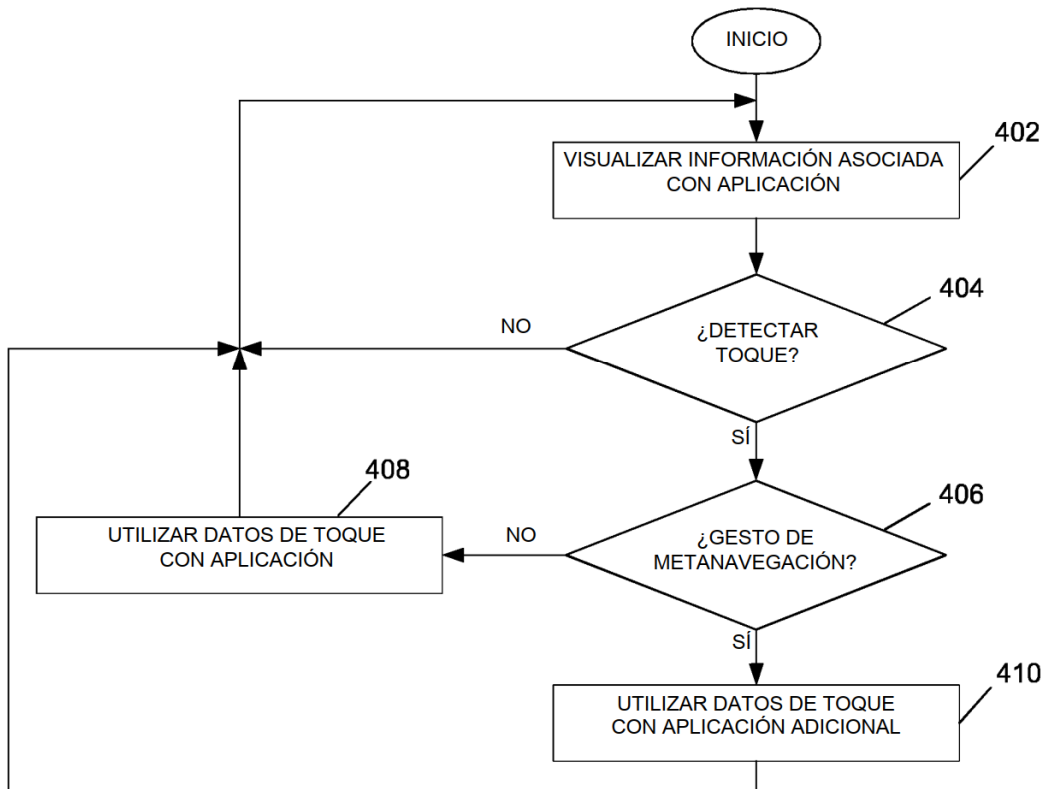 INICIO
402
VISUALIZAR INFORMACIÓN ASOCIADA
CON APLICACIÓN
404
¿DETECTAR
TOQUE?
NO
SÍ
406
¿GESTO DE
METANAVEGACIÓN?
NO
408
UTILIZAR DATOS DE TOQUE
CON APLICACIÓN
SÍ
410
UTILIZAR DATOS DE TOQUE
CON APLICACIÓN ADICIONAL